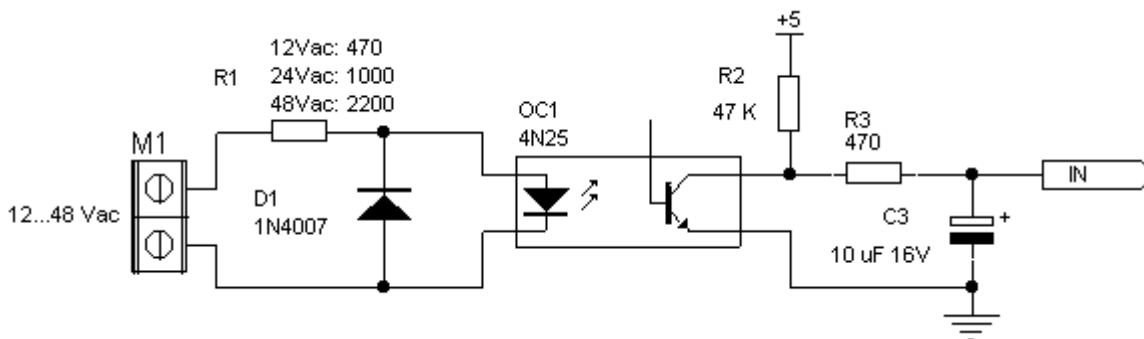 12Vac: 470
R1 24Vac: 1000
48Vac: 2200
M1
12...48 Vac
D1
1N4007
OC1
4N25
+5
R2
47 K
R3
470
IN
C3
+
10 uF 16V